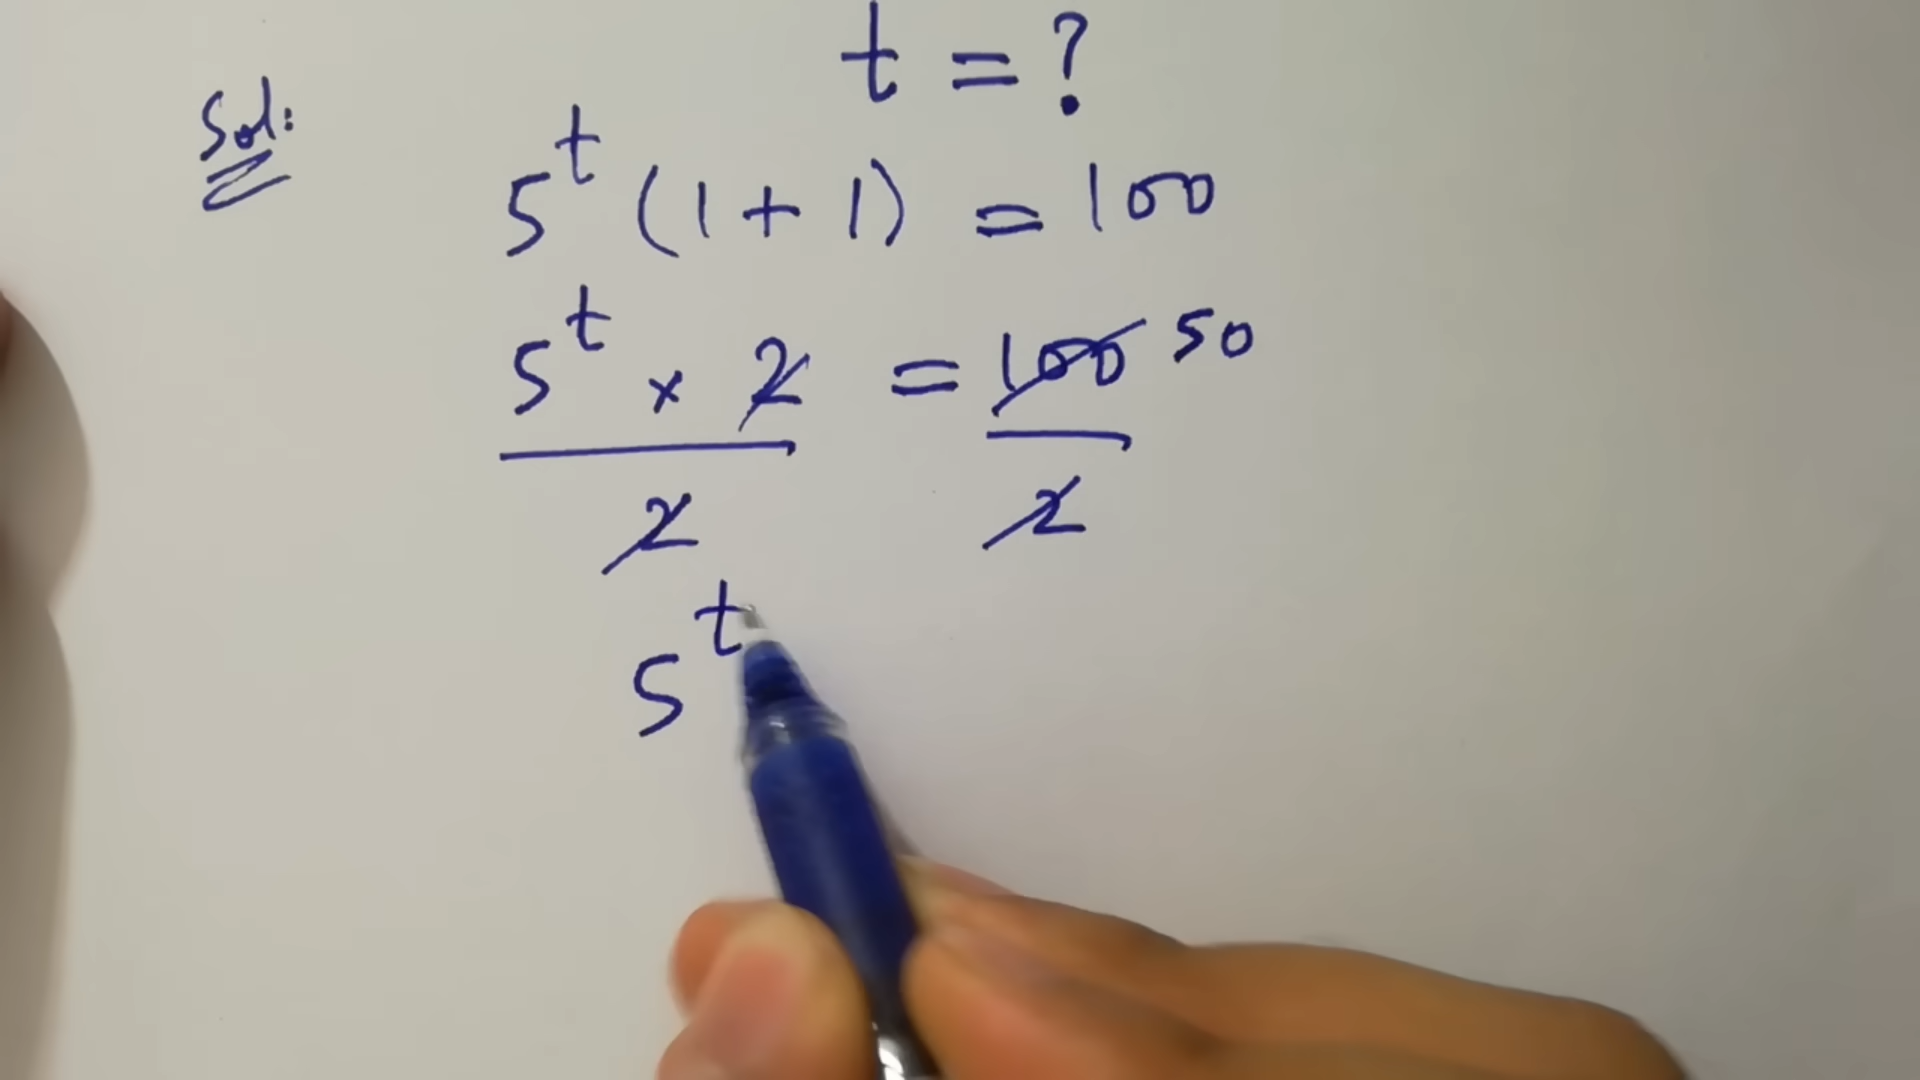 t = ?
Sol:
5^t (1 + 1) = 100
5^t × 2 = 100 50
2 2
5^t